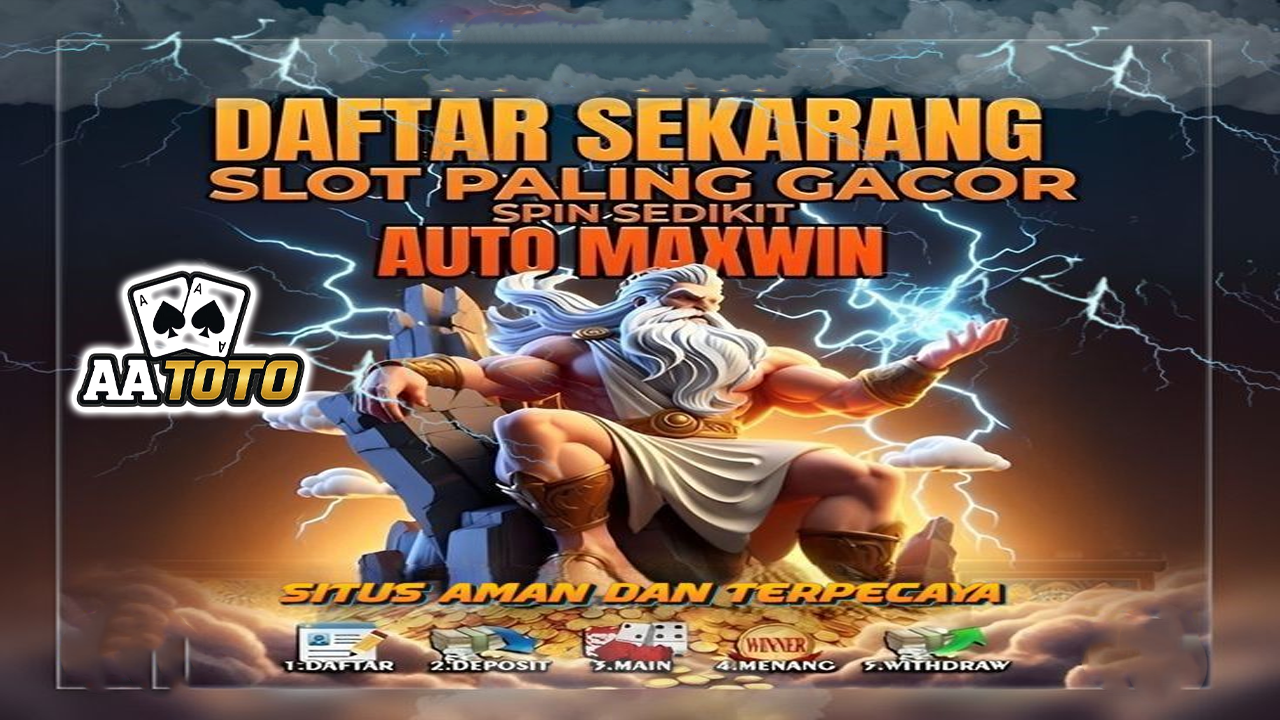 DAFTAR SEKARANG
SLOT PALING GACOR
SPIN SEDIKIT
AUTO MAXWIN
A A A
AATOTO
SITUS AMAN DAN TERPECAYA
WINNER
1.DAFTAR 2.DEPOSIT 3.MAIN 4.MENANG 5.WITHDRAW